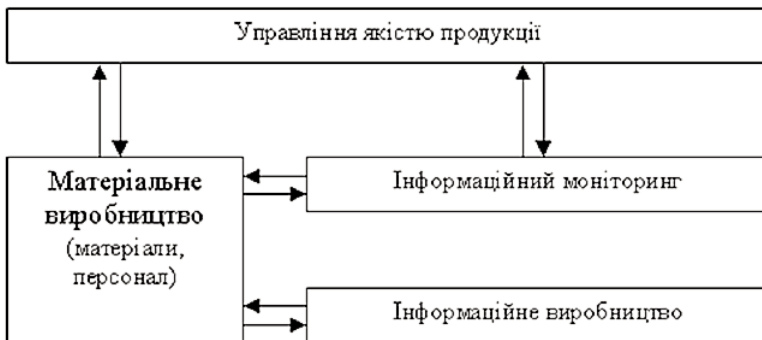 Управління якістю продукції
Матеріальне
виробництво
(матеріали,
персонал)
Інформаційний моніторинг
Інформаційне виробництво